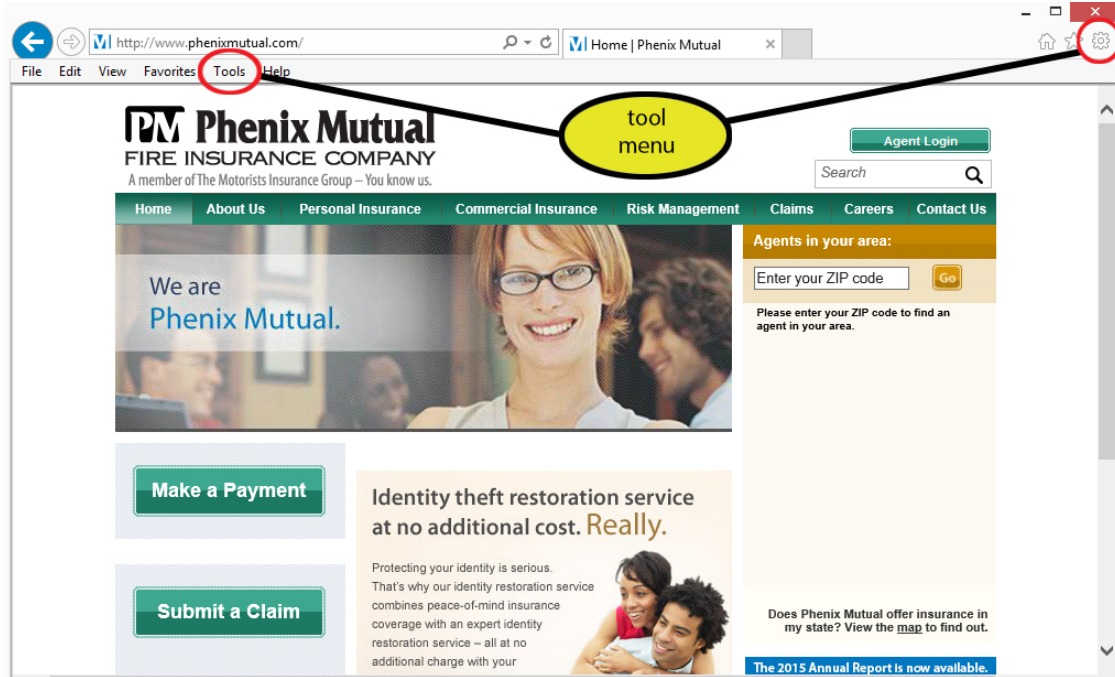 http://www.phenixmutual.com/
Home | Phenix Mutual
File Edit View Favorites Tools Help
tool
menu
PM Phenix Mutual
FIRE INSURANCE COMPANY
A member of The Motorists Insurance Group – You know us.
Agent Login
Search
Home About Us Personal Insurance Commercial Insurance Risk Management Claims Careers Contact Us
We are
Phenix Mutual.
Agents in your area:
Enter your ZIP code Go
Please enter your ZIP code to find an
agent in your area.
Make a Payment
Submit a Claim
Identity theft restoration service
at no additional cost. Really.
Protecting your identity is serious.
That's why our identity restoration service
combines peace-of-mind insurance
coverage with an expert identity
restoration service – all at no
additional charge with your
Does Phenix Mutual offer insurance in
my state? View the map to find out.
The 2015 Annual Report is now available.